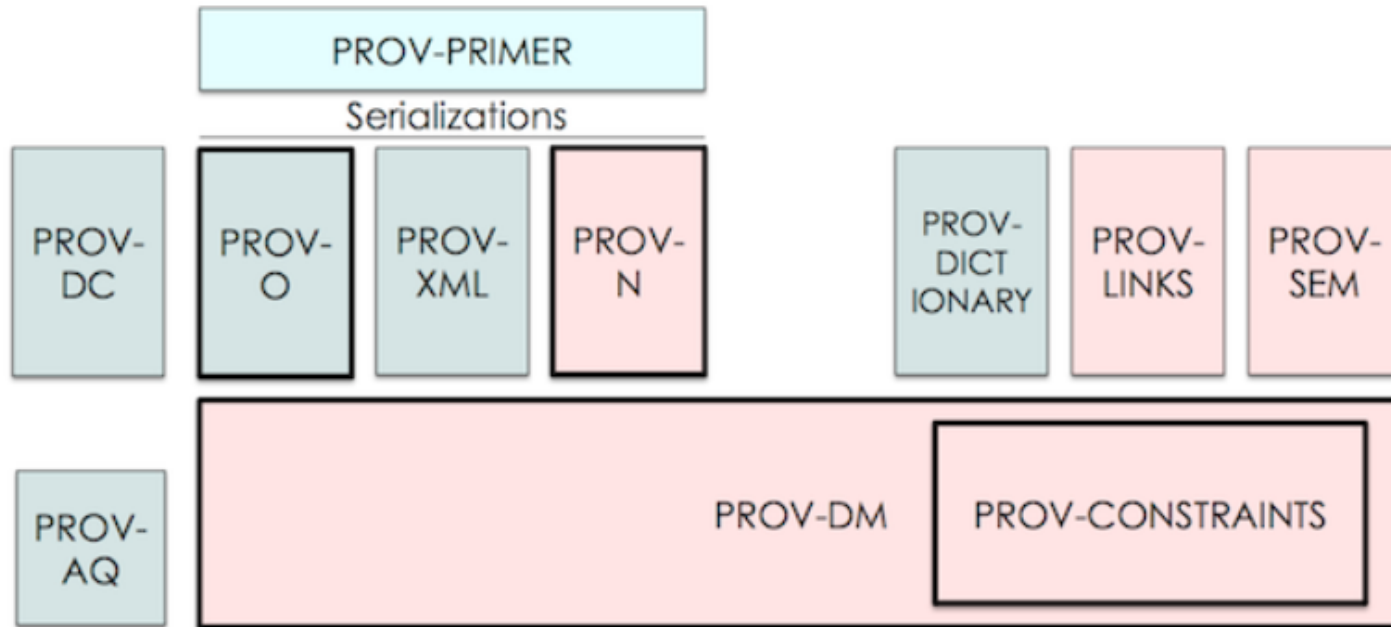 PROV-PRIMER
Serializations
PROV-
DC
PROV-
O
PROV-
XML
PROV-
N
PROV-
DICT
IONARY
PROV-
LINKS
PROV-
SEM
PROV-
AQ
PROV-DM
PROV-CONSTRAINTS